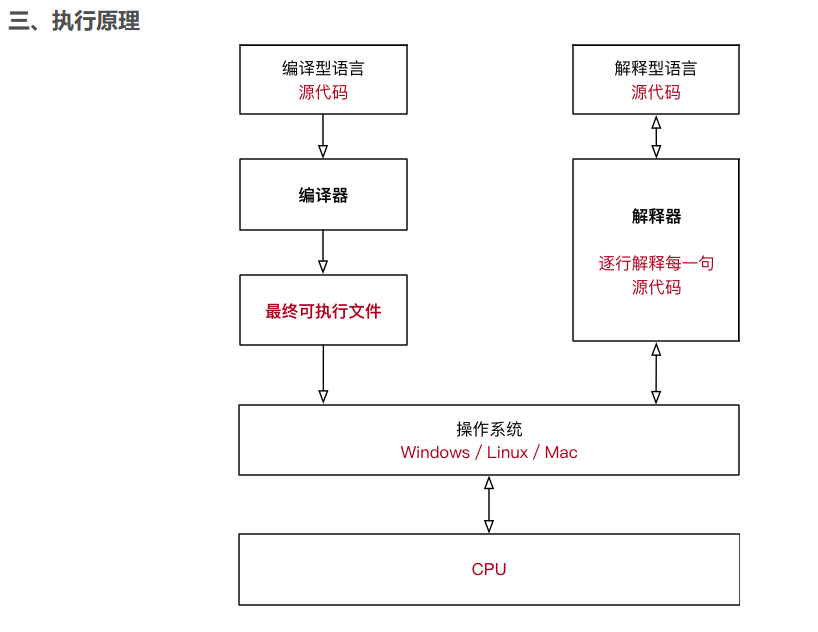 三、执行原理
编译型语言
源代码
解释型语言
源代码
编译器
解释器
逐行解释每一句
源代码
最终可执行文件
操作系统
Windows / Linux / Mac
CPU